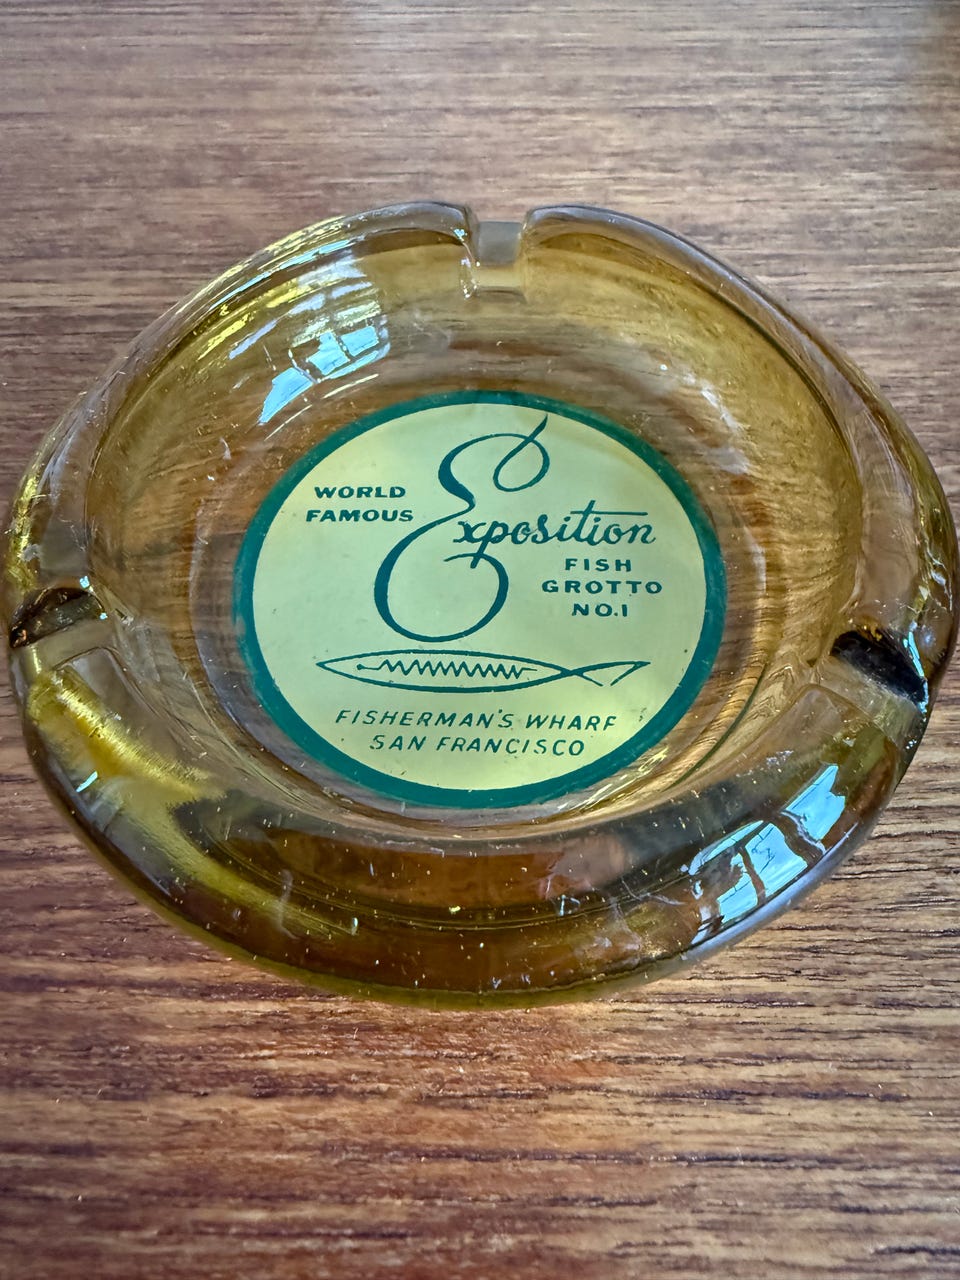 WORLD
FAMOUS
Exposition
FISH
GROTTO
NO.1
FISHERMAN'S WHARF
SAN FRANCISCO